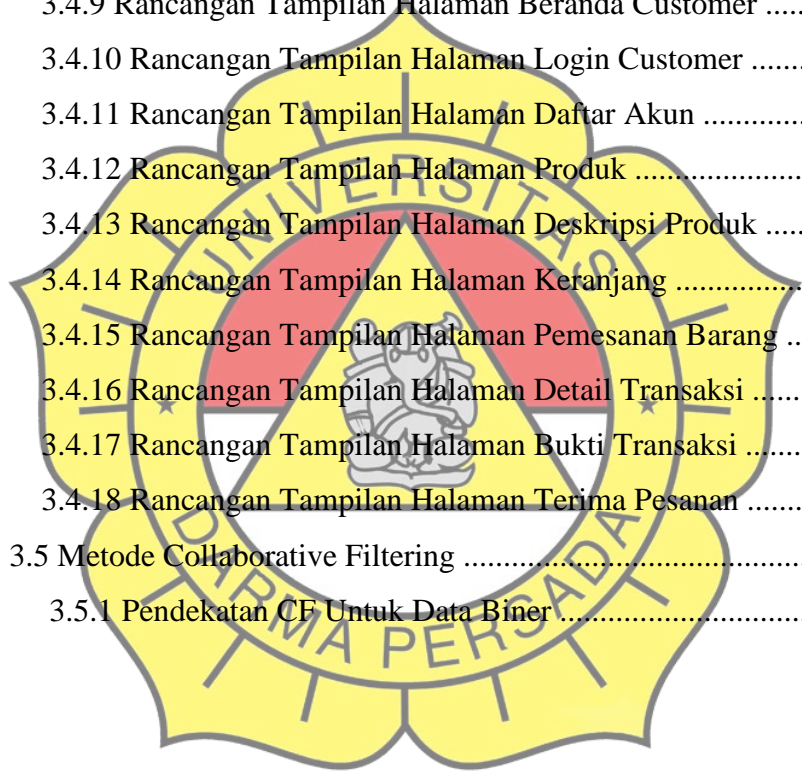 3.4.9 Rancangan Tampilan Halaman Beranda Customer .....
3.4.10 Rancangan Tampilan Halaman Login Customer .......
3.4.11 Rancangan Tampilan Halaman Daftar Akun .............
3.4.12 Rancangan Tampilan Halaman Produk .....................
3.4.13 Rancangan Tampilan Halaman Deskripsi Produk .....
3.4.14 Rancangan Tampilan Halaman Keranjang ................
3.4.15 Rancangan Tampilan Halaman Pemesanan Barang ..
3.4.16 Rancangan Tampilan Halaman Detail Transaksi ......
3.4.17 Rancangan Tampilan Halaman Bukti Transaksi .......
3.4.18 Rancangan Tampilan Halaman Terima Pesanan .......
3.5 Metode Collaborative Filtering ..........................................
3.5.1 Pendekatan CF Untuk Data Biner ..............................
UNIVERSITAS
DARMA PERSADA